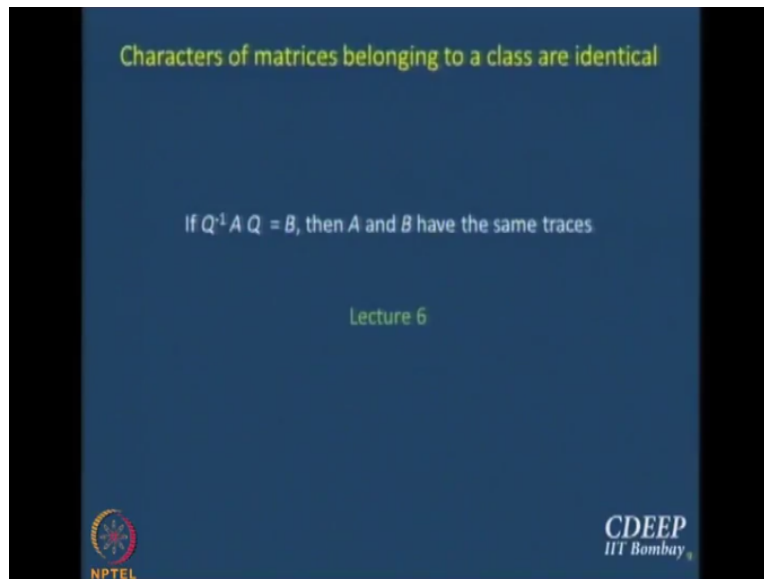 Characters of matrices belonging to a class are identical
If Q⁻¹ A Q = B, then A and B have the same traces
Lecture 6
NPTEL
CDEEP
IIT Bombay 9